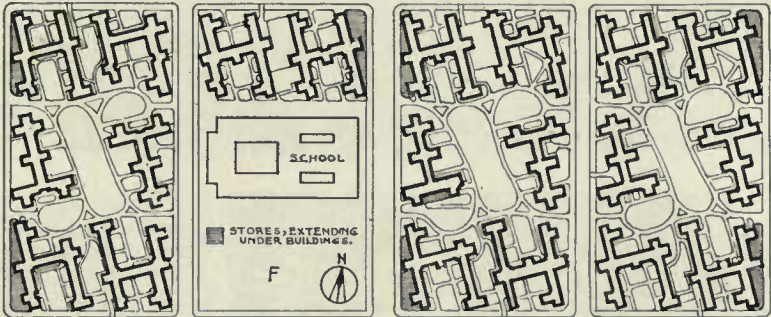 SCHOOL
STORES, EXTENDING
UNDER BUILDINGS.
F
N